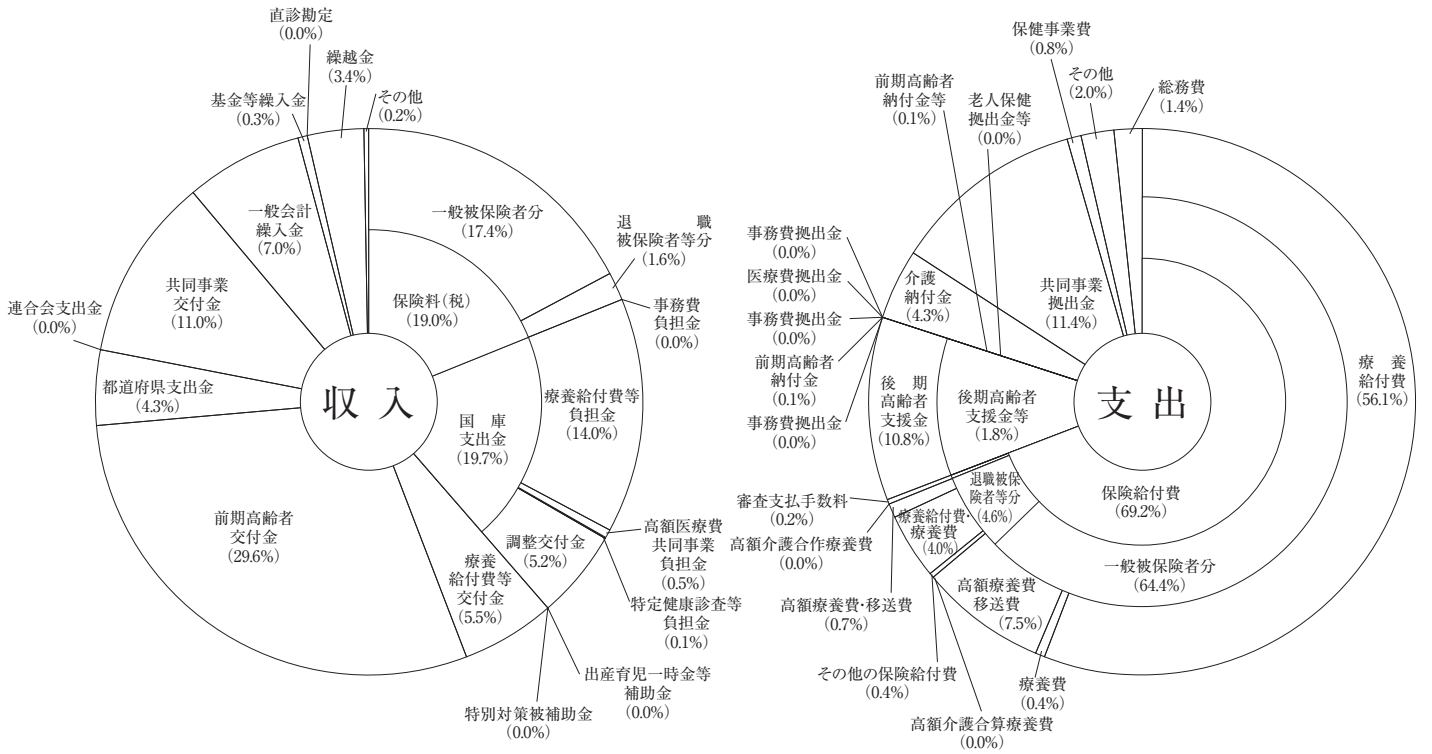 直診勘定
（0.0%）
繰越金
（3.4%）
基金等繰入金
（0.3%）
その他
（0.2%）
一般会計
繰入金
（7.0%）
一般被保険者分
（17.4%）
退　職
被保険者等分
（1.6%）
保険料（税）
（19.0%）
事務費
負担金
（0.0%）
共同事業
交付金
（11.0%）
連合会支出金
（0.0%）
都道府県支出金
（4.3%）
収 入
国　庫
支出金
（19.7%）
療養給付費等
負担金
（14.0%）
前期高齢者
交付金
（29.6%）
療養
給付費等
交付金
（5.5%）
調整交付金
（5.2%）
高額医療費
共同事業
負担金
（0.5%）
特定健康診査等
負担金
（0.1%）
出産育児一時金等
補助金
（0.0%）
特別対策被補助金
（0.0%）
保健事業費
（0.8%）
前期高齢者
納付金等
（0.1%）
老人保健
拠出金等
（0.0%）
その他
（2.0%）
総務費
（1.4%）
事務費拠出金
（0.0%）
医療費拠出金
（0.0%）
事務費拠出金
（0.0%）
前期高齢者
納付金
（0.1%）
事務費拠出金
（0.0%）
介護
納付金
（4.3%）
共同事業
拠出金
（11.4%）
後　期
高齢者
支援金
（10.8%）
後期高齢者
支援金等
（1.8%）
支 出
療　養
給付費
（56.1%）
保険給付費
（69.2%）
退職被保
険者等分
（4.6%）
一般被保険者分
（64.4%）
審査支払手数料
（0.2%）
高額介護合作療養費
（0.0%）
療養給付費・
療養費
（4.0%）
高額療養費・移送費
（0.7%）
高額療養費
移送費
（7.5%）
その他の保険給付費
（0.4%）
療養費
（0.4%）
高額介護合算療養費
（0.0%）